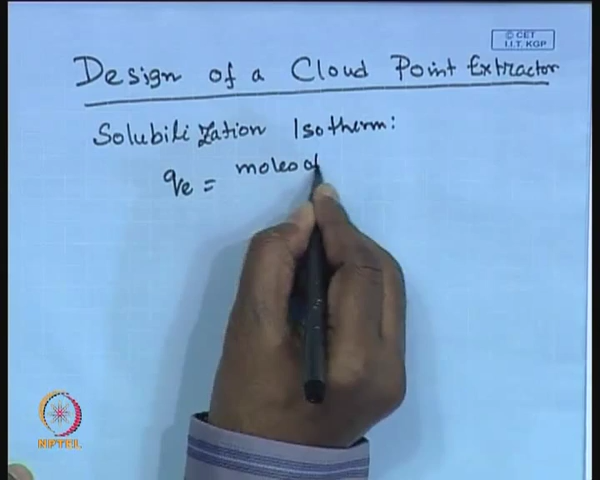 © CET
I.I.T. KGP
Design of a Cloud Point Extractor
Solubilization Isotherm:
qe = moles of
NPTEL